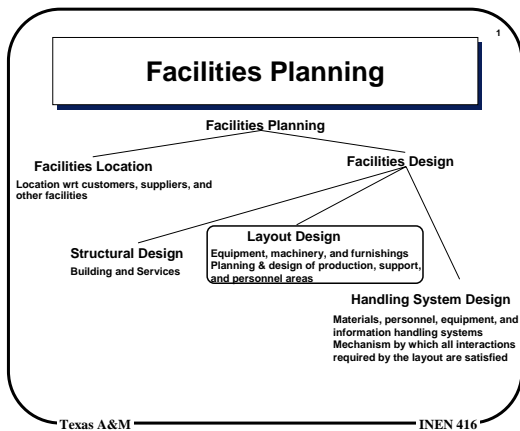 1
Facilities Planning
Facilities Planning
Facilities Location
Location wrt customers, suppliers, and
other facilities
Facilities Design
Structural Design
Building and Services
Layout Design
Equipment, machinery, and furnishings
Planning & design of production, support,
and personnel areas
Handling System Design
Materials, personnel, equipment, and
information handling systems
Mechanism by which all interactions
required by the layout are satisfied
Texas A&M
INEN 416